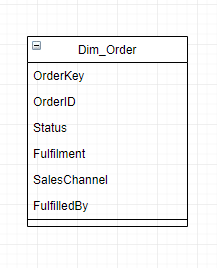 Dim_Order
OrderKey
OrderID
Status
Fulfilment
SalesChannel
FulfilledBy